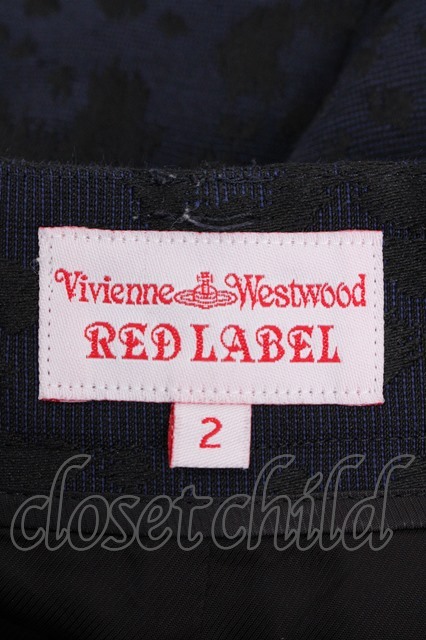 Vivienne Westwood
RED LABEL
2
closetchild